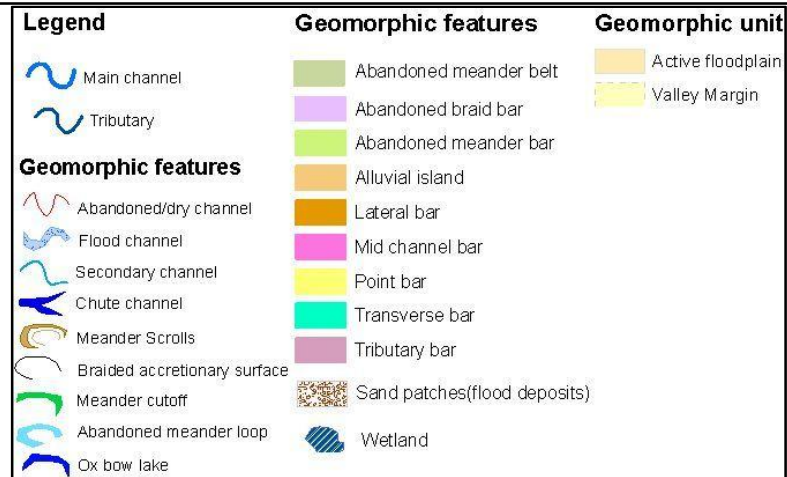 Legend
Main channel
Tributary
Geomorphic features
Abandoned/dry channel
Flood channel
Secondary channel
Chute channel
Meander Scrolls
Braided accretionary surface
Meander cutoff
Abandoned meander loop
Ox bow lake
Geomorphic features
Abandoned meander belt
Abandoned braid bar
Abandoned meander bar
Alluvial island
Lateral bar
Mid channel bar
Point bar
Transverse bar
Tributary bar
Sand patches(flood deposits)
Wetland
Geomorphic unit
Active floodplain
Valley Margin